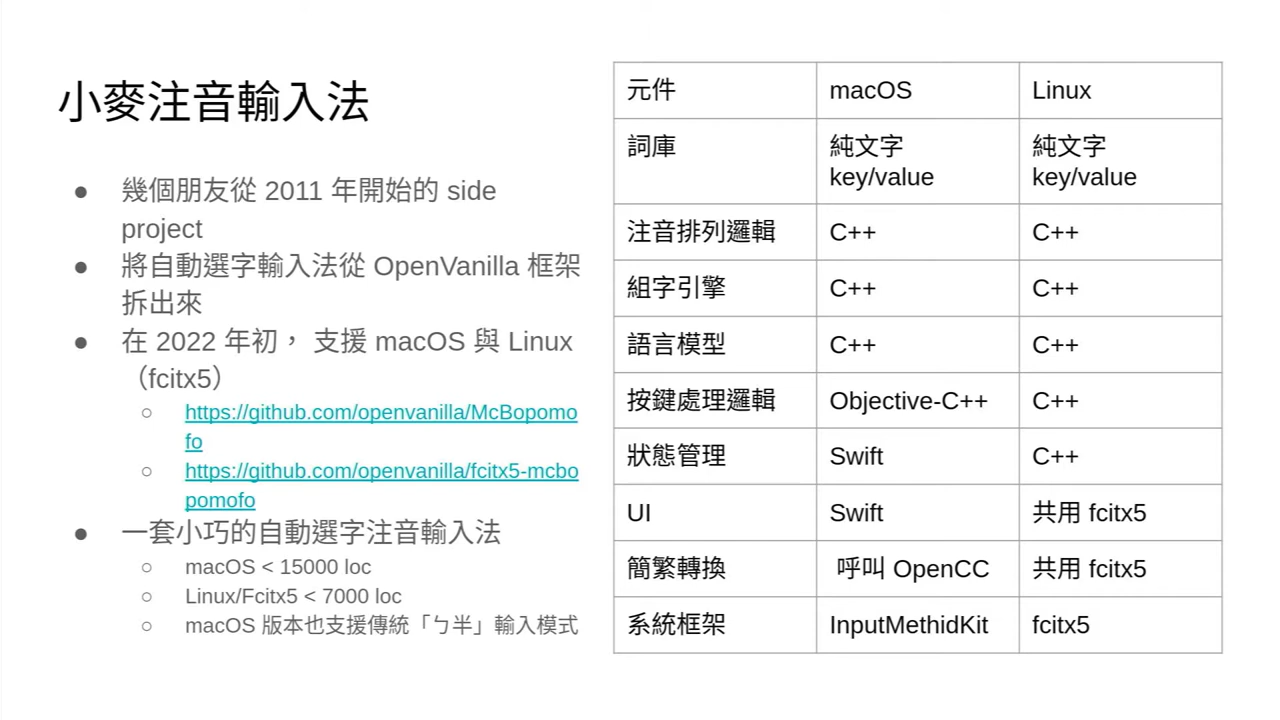 小麥注音輸入法
● 幾個朋友從 2011 年開始的 side
project
● 將自動選字輸入法從 OpenVanilla 框架
拆出來
● 在 2022 年初， 支援 macOS 與 Linux
（fcitx5）
○ https://github.com/openvanilla/McBopomo
fo
○ https://github.com/openvanilla/fcitx5-mcbo
pomofo
● 一套小巧的自動選字注音輸入法
○ macOS < 15000 loc
○ Linux/Fcitx5 < 7000 loc
○ macOS 版本也支援傳統「ㄅ半」輸入模式
元件 macOS Linux
詞庫 純文字 純文字
key/value key/value
注音排列邏輯 C++ C++
組字引擎 C++ C++
語言模型 C++ C++
按鍵處理邏輯 Objective-C++ C++
狀態管理 Swift C++
UI Swift 共用 fcitx5
簡繁轉換 呼叫 OpenCC 共用 fcitx5
系統框架 InputMethidKit fcitx5